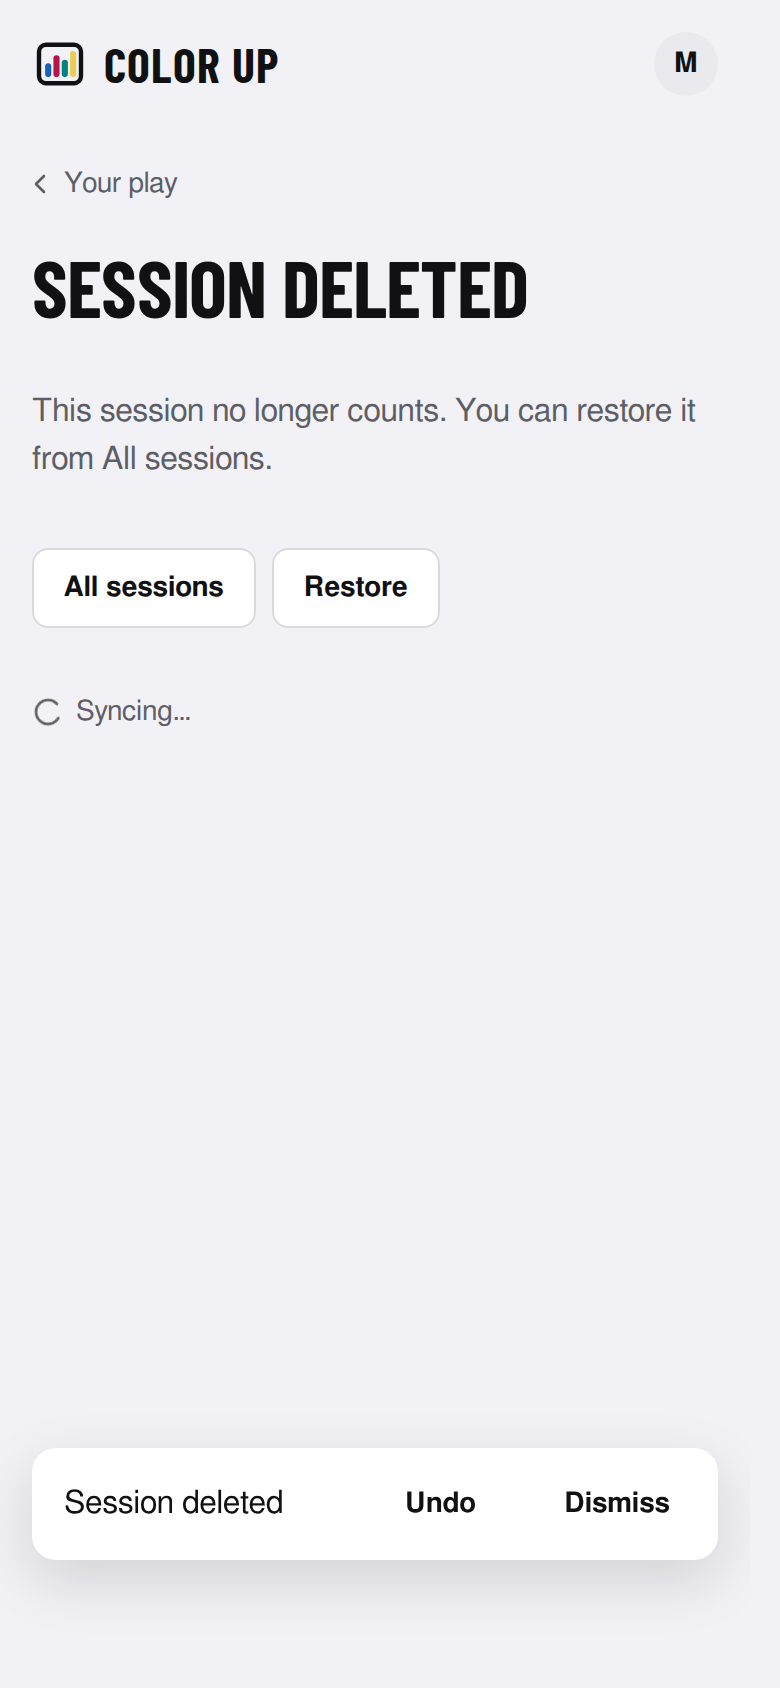 COLOR UP
M
Your play
SESSION DELETED
This session no longer counts. You can restore it
from All sessions.
All sessions
Restore
Syncing...
Session deleted
Undo
Dismiss